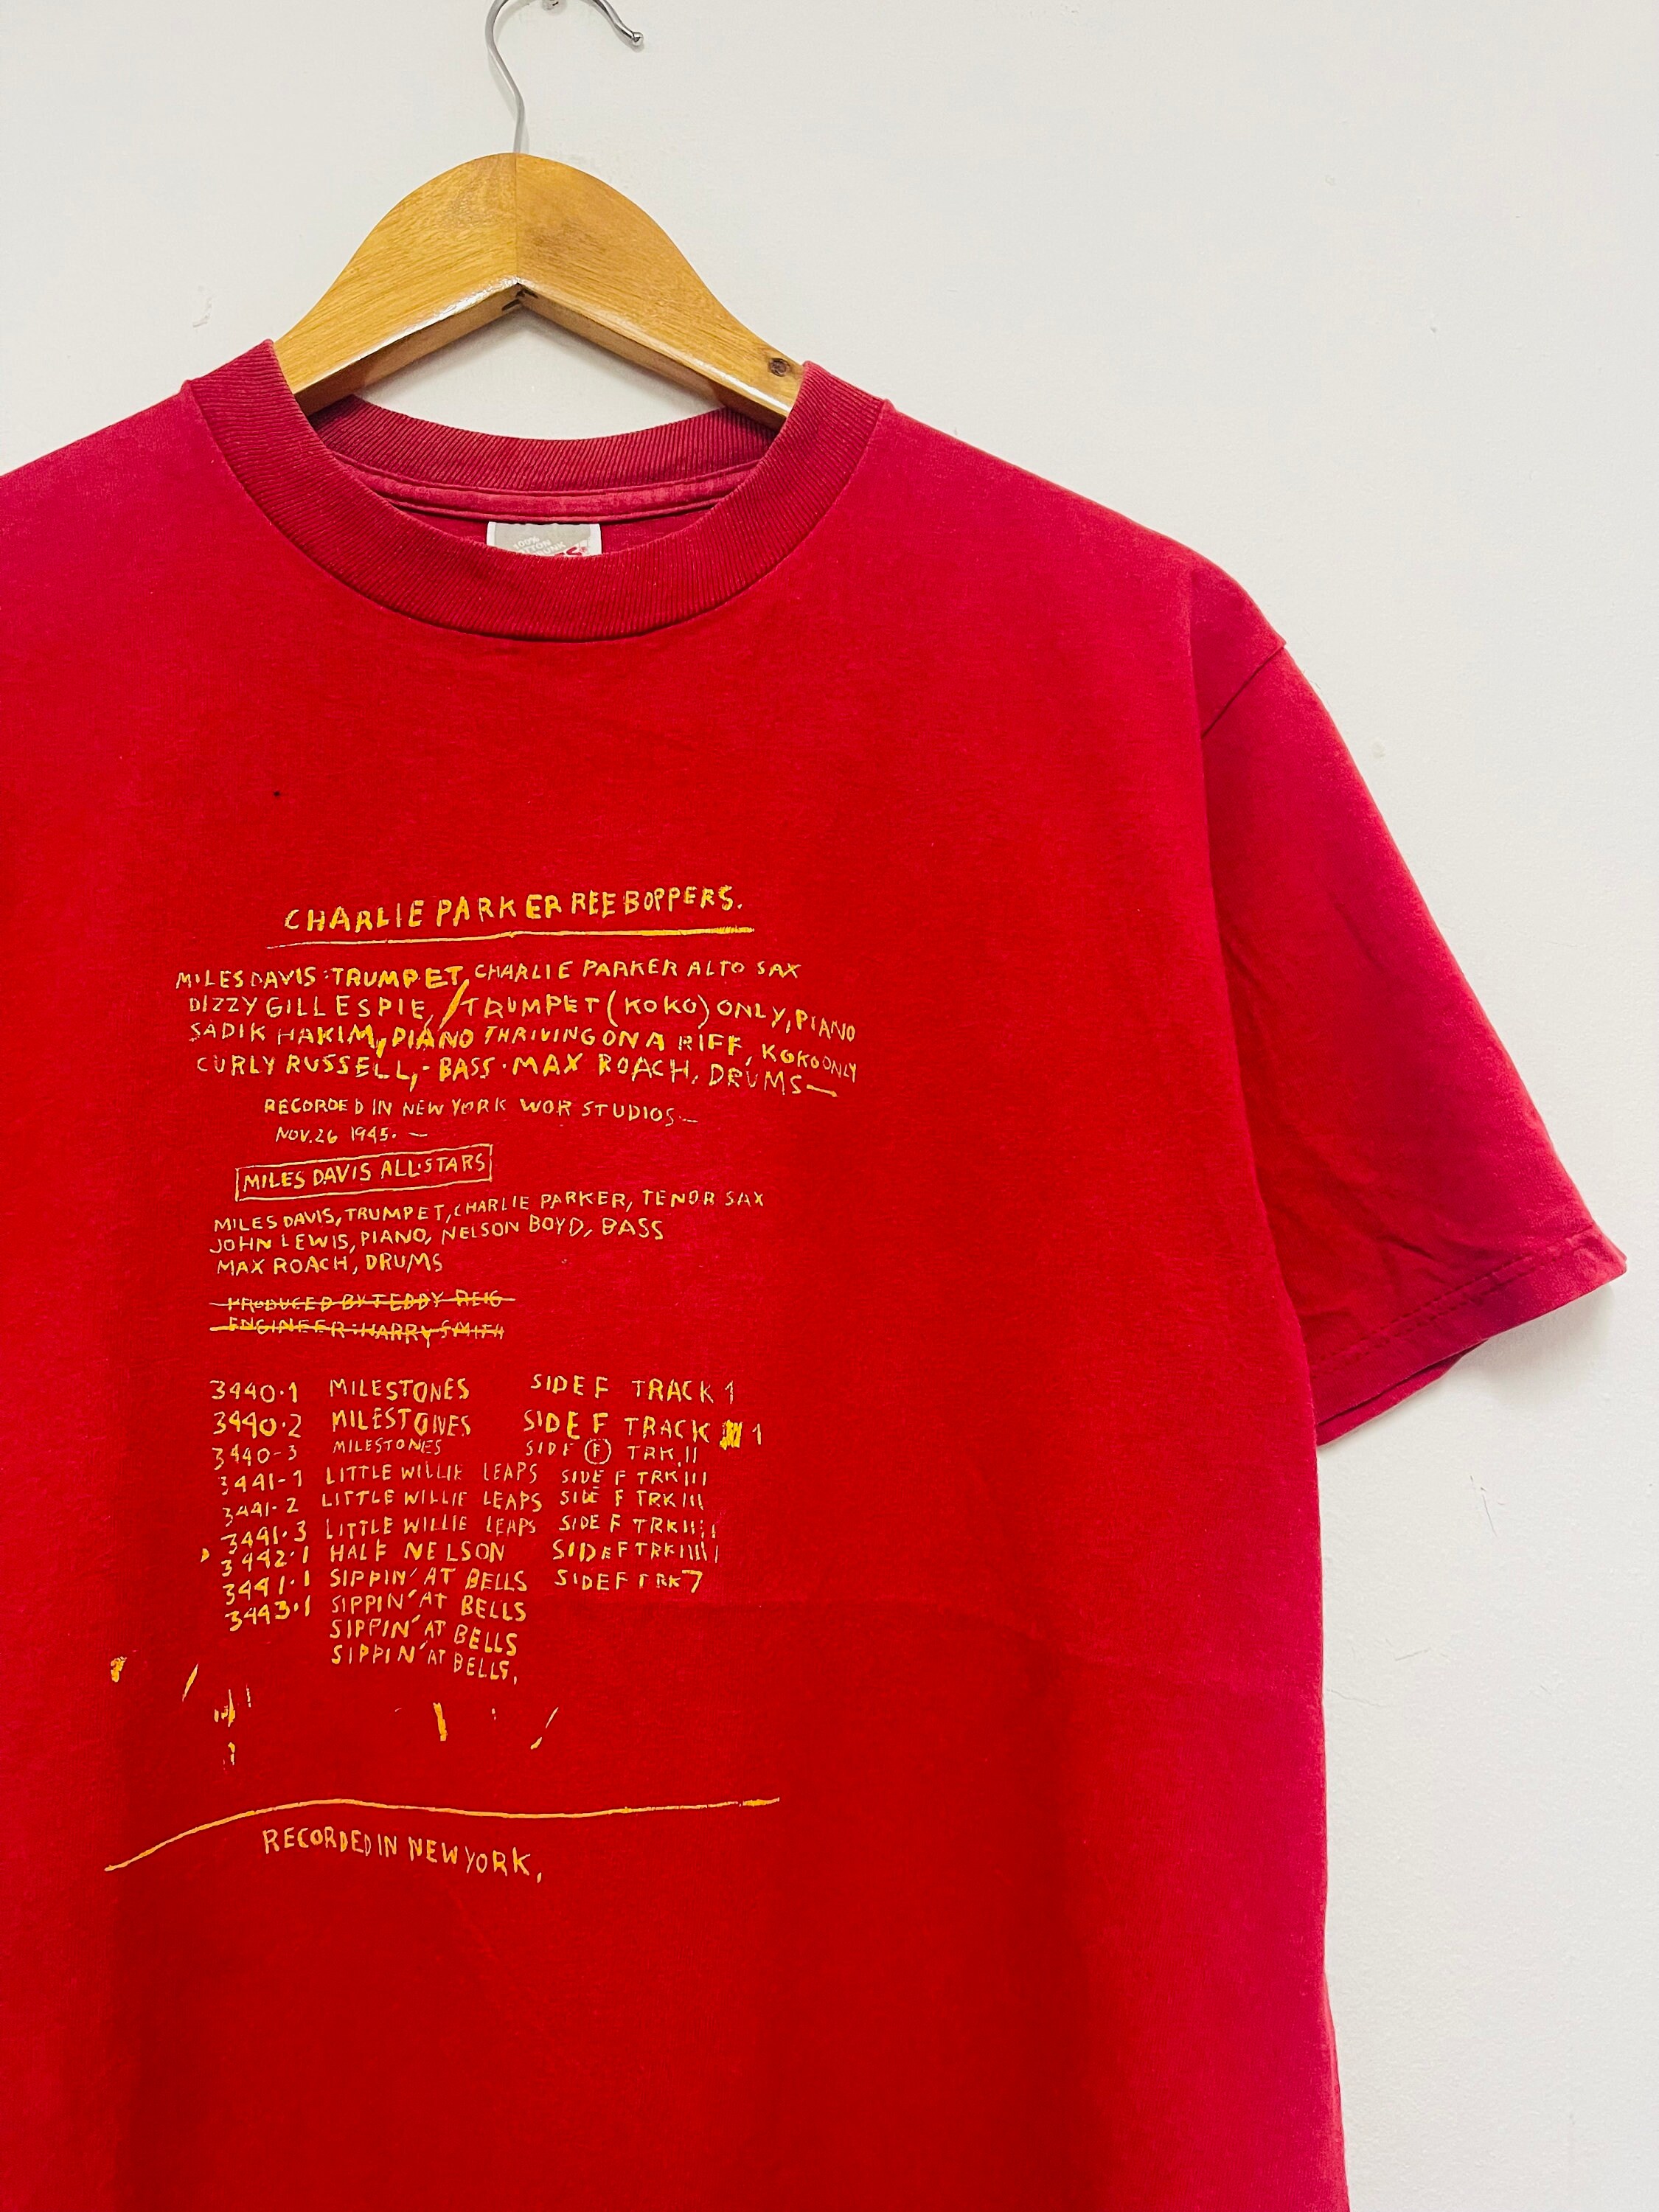 100%
CHARLIE PARKER REEBOPPERS.
MILES DAVIS : TRUMPET, CHARLIE PARKER ALTO SAX
DIZZY GILLESPIE, / TRUMPET (KOKO) ONLY, PIANO
SADIK HAKIM, PIANO THRIVING ON A RIFF, KOKO ONLY
CURLY RUSSELL,- BASS · MAX ROACH, DRUMS—
RECORDED IN NEW YORK WOR STUDIOS—
NOV. 26 1945. —
MILES DAVIS ALL·STARS
MILES DAVIS, TRUMPET, CHARLIE PARKER, TENOR SAX
JOHN LEWIS, PIANO, NELSON BOYD, BASS
MAX ROACH, DRUMS
PRODUCED BY TEDDY REIG
ENGINEER: HARRY SMITH
3440·1 MILESTONES SIDE F TRACK 1
3440·2 MILESTONES SIDE F TRACK 1
3440-3 MILESTONES SIDE F TRK II
3441-1 LITTLE WILLIE LEAPS SIDE F TRK III
3441-2 LITTLE WILLIE LEAPS SIDE F TRK IIII
3441·3 LITTLE WILLIE LEAPS SIDE F TRK IIIII
3442·1 HALF NELSON SIDE F TRK IIIIII
3441·1 SIPPIN' AT BELLS SIDE F TRK 7
3443·1 SIPPIN' AT BELLS
SIPPIN' AT BELLS
SIPPIN' AT BELLS,
RECORDED IN NEW YORK,